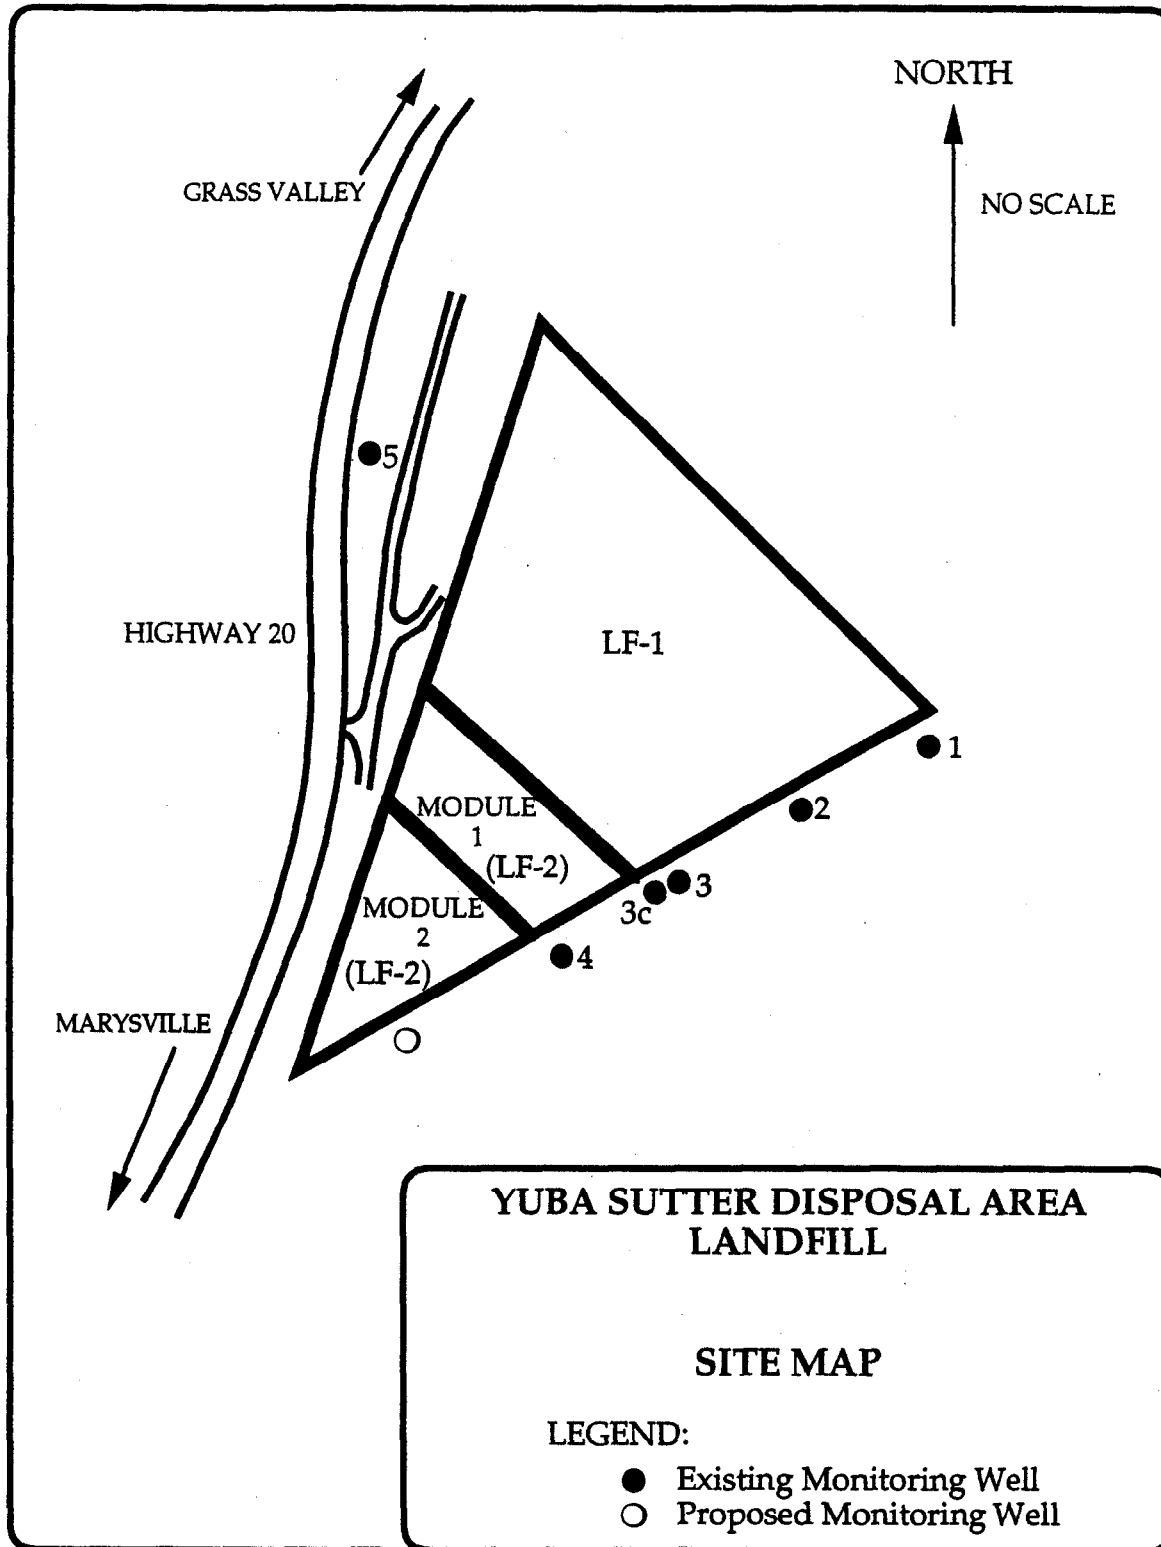 NORTH
GRASS VALLEY
NO SCALE
5
HIGHWAY 20
LF-1
1
2
MODULE
1
(LF-2)
3
3c
MODULE
2
(LF-2)
4
MARYSVILLE
YUBA SUTTER DISPOSAL AREA
LANDFILL
SITE MAP
LEGEND:
Existing Monitoring Well
Proposed Monitoring Well